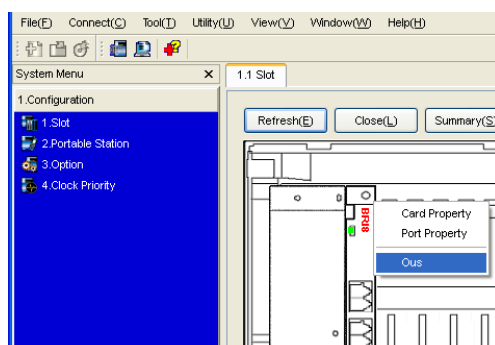 File(F) Connect(C) Tool(T) Utility(U) View(V) Window(W) Help(H)
System Menu X 1.1 Slot
1.Configuration
Refresh(E) Close(L) Summary(S
1.Slot
2.Portable Station
3.Option
4.Clock Priority
BRI8
Card Property
Port Property
Ous